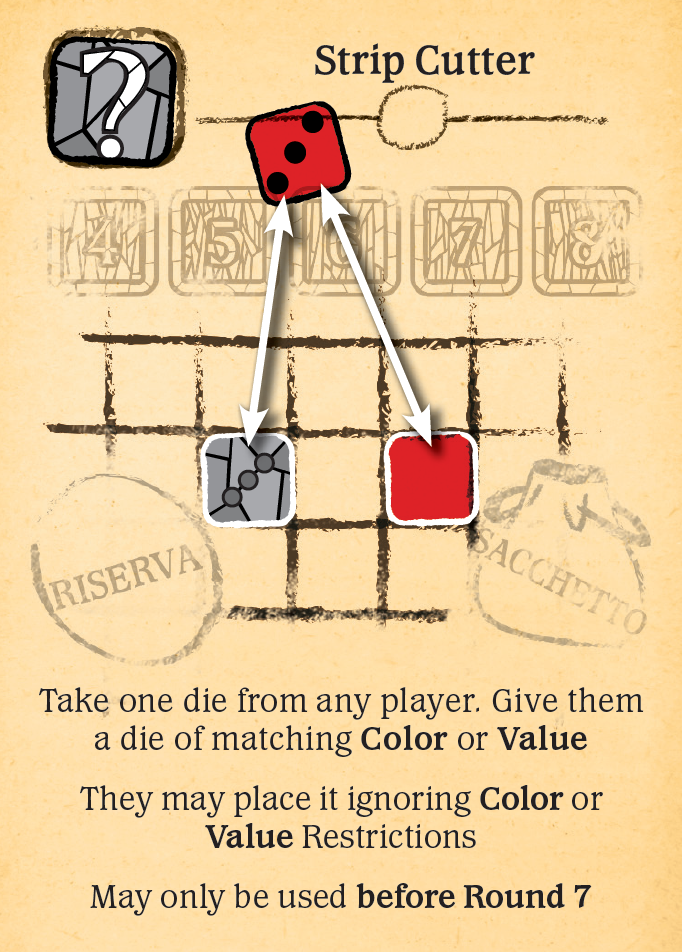 ?
Strip Cutter
4 5 6 7 8
RISERVA
SACCHETTO
Take one die from any player. Give them
a die of matching Color or Value
They may place it ignoring Color or
Value Restrictions
May only be used before Round 7